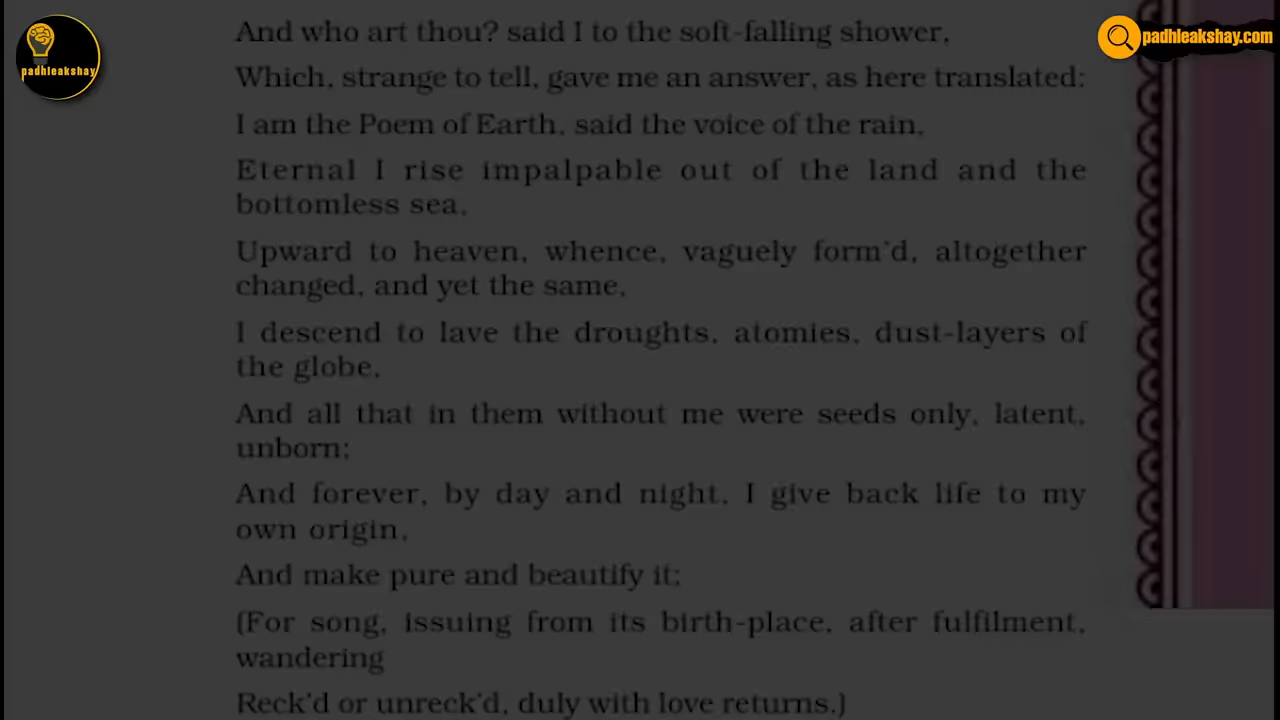 And who art thou? said I to the soft-falling shower,
Which, strange to tell, gave me an answer, as here translated:
I am the Poem of Earth, said the voice of the rain,
Eternal I rise impalpable out of the land and the
bottomless sea,
Upward to heaven, whence, vaguely form'd, altogether
changed, and yet the same,
I descend to lave the droughts, atomies, dust-layers of
the globe,
And all that in them without me were seeds only, latent,
unborn;
And forever, by day and night, I give back life to my
own origin,
And make pure and beautify it;
(For song, issuing from its birth-place, after fulfilment,
wandering
Reck'd or unreck'd, duly with love returns.)
padhleakshay
padhleakshay.com